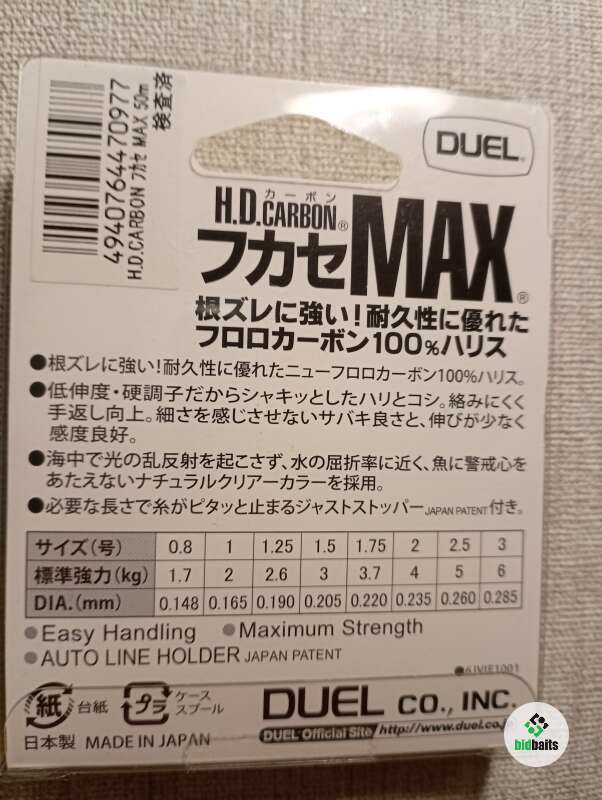 4940764470977
H.D.CARBON フカセ MAX 50m
検査済
DUEL®
カーボン
H.D.CARBON®
フカセMAX®
根ズレに強い!耐久性に優れた
フロロカーボン100%ハリス
●根ズレに強い!耐久性に優れたニューフロロカーボン100%ハリス。
●低伸度・硬調子だからシャキッとしたハリとコシ。絡みにくく
手返し向上。細さを感じさせないサバキ良さと、伸びが少なく
感度良好。
●海中で光の乱反射を起こさず、水の屈折率に近く、魚に警戒心を
あたえないナチュラルクリアーカラーを採用。
●必要な長さで糸がピタッと止まるジャストストッパーJAPAN PATENT付き。
サイズ(号) 0.8 1 1.25 1.5 1.75 2 2.5 3
標準強力(kg) 1.7 2 2.6 3 3.7 4 5 6
DIA.(mm) 0.148 0.165 0.190 0.205 0.220 0.235 0.260 0.285
●Easy Handling ●Maximum Strength
●AUTO LINE HOLDER JAPAN PATENT
紙 台紙 プラ ケース
スプール
DUEL CO., INC.
DUEL Official Site http://www.duel.co.
日本製 MADE IN JAPAN
bidbaits